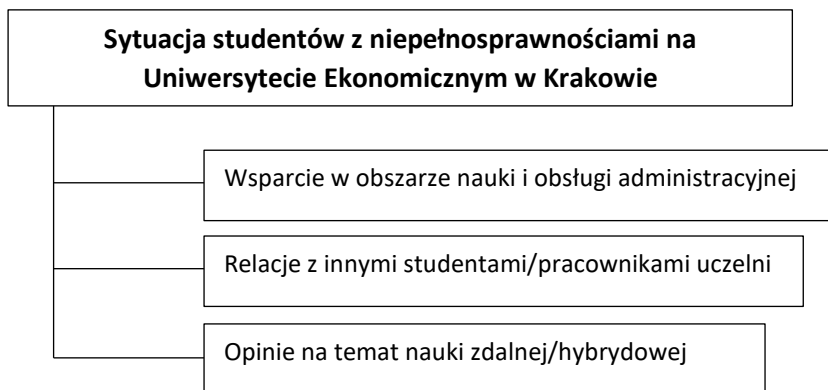 Sytuacja studentów z niepełnosprawnościami na
Uniwersytecie Ekonomicznym w Krakowie
Wsparcie w obszarze nauki i obsługi administracyjnej
Relacje z innymi studentami/pracownikami uczelni
Opinie na temat nauki zdalnej/hybrydowej